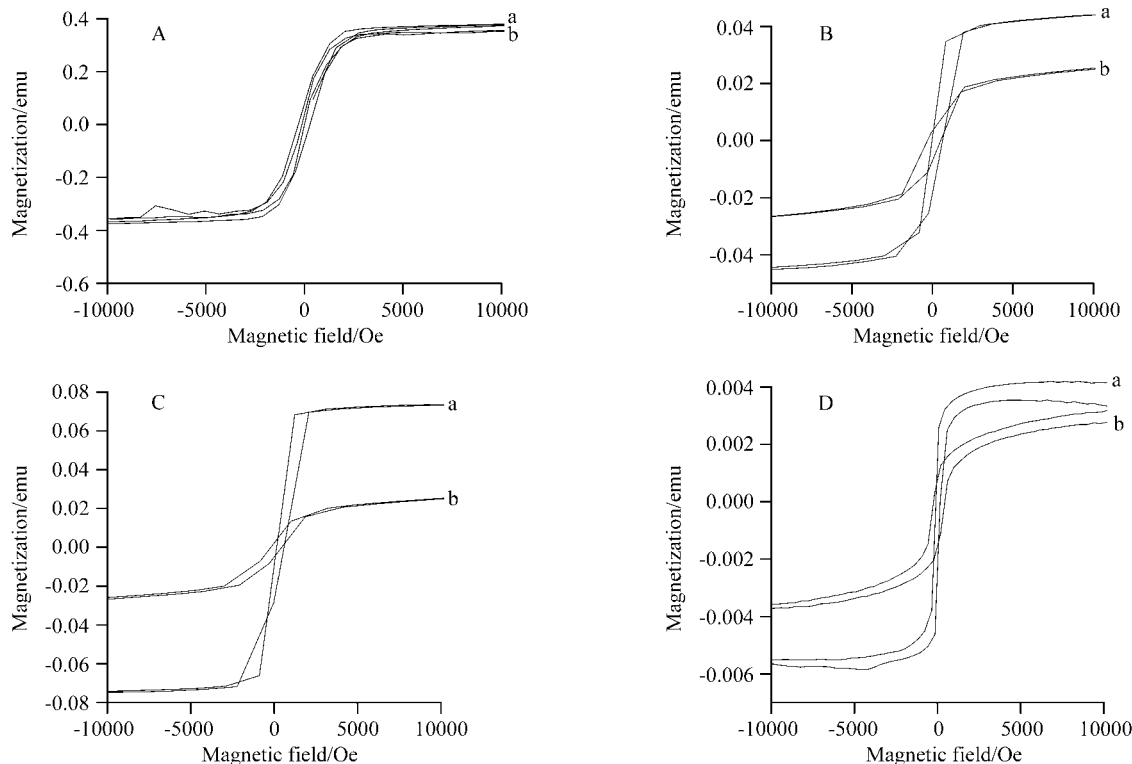 A
a
b
Magnetization/emu
0.4
0.2
0.0
-0.2
-0.4
-0.6
-10000
-5000
0
5000
10000
Magnetic field/Oe
B
a
b
Magnetization/emu
0.04
0.02
0.00
-0.02
-0.04
-10000
-5000
0
5000
10000
Magnetic field/Oe
C
a
b
Magnetization/emu
0.08
0.06
0.04
0.02
0.00
-0.02
-0.04
-0.06
-0.08
-10000
-5000
0
5000
10000
Magnetic field/Oe
D
a
b
Magnetization/emu
0.004
0.002
0.000
-0.002
-0.004
-0.006
-10000
-5000
0
5000
10000
Magnetic field/Oe